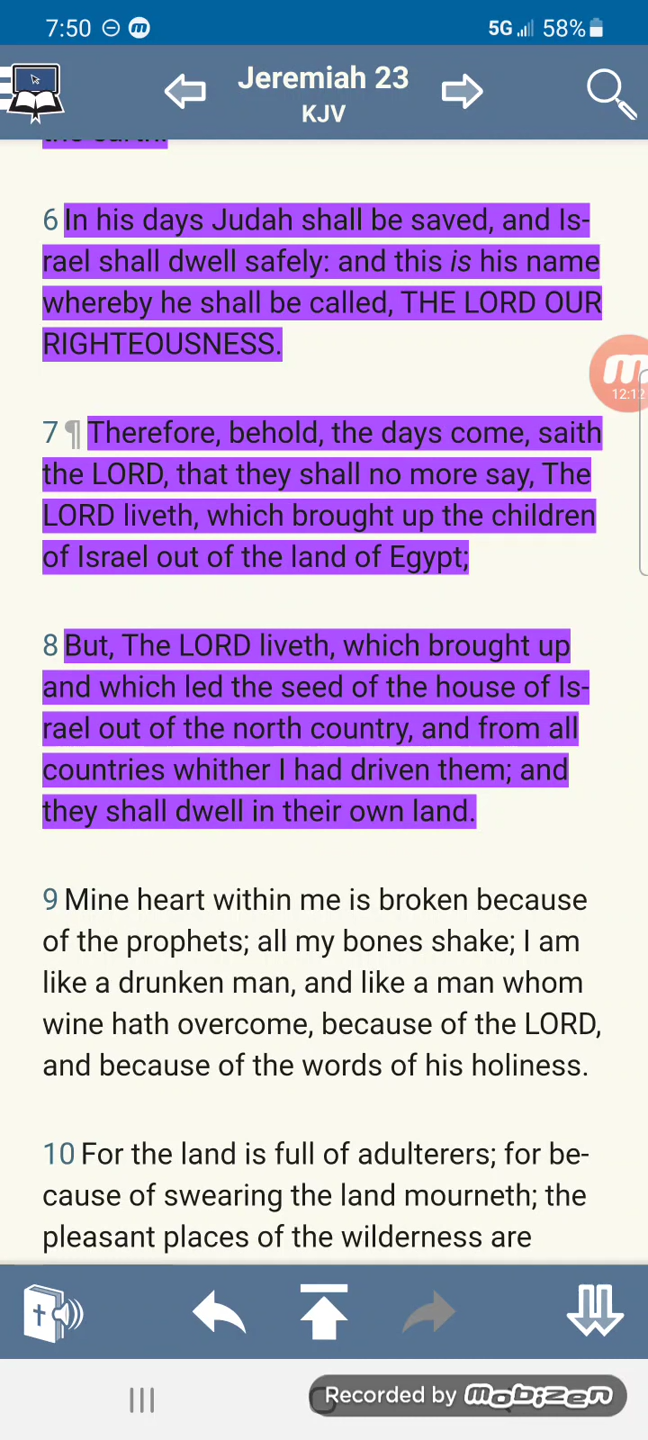 7:50 5G 58%
Jeremiah 23
KJV
the earth.
6 In his days Judah shall be saved, and Is-
rael shall dwell safely: and this is his name
whereby he shall be called, THE LORD OUR
RIGHTEOUSNESS.
12:12
7 ¶ Therefore, behold, the days come, saith
the LORD, that they shall no more say, The
LORD liveth, which brought up the children
of Israel out of the land of Egypt;
8 But, The LORD liveth, which brought up
and which led the seed of the house of Is-
rael out of the north country, and from all
countries whither I had driven them; and
they shall dwell in their own land.
9 Mine heart within me is broken because
of the prophets; all my bones shake; I am
like a drunken man, and like a man whom
wine hath overcome, because of the LORD,
and because of the words of his holiness.
10 For the land is full of adulterers; for be-
cause of swearing the land mourneth; the
pleasant places of the wilderness are
Recorded by mobizen